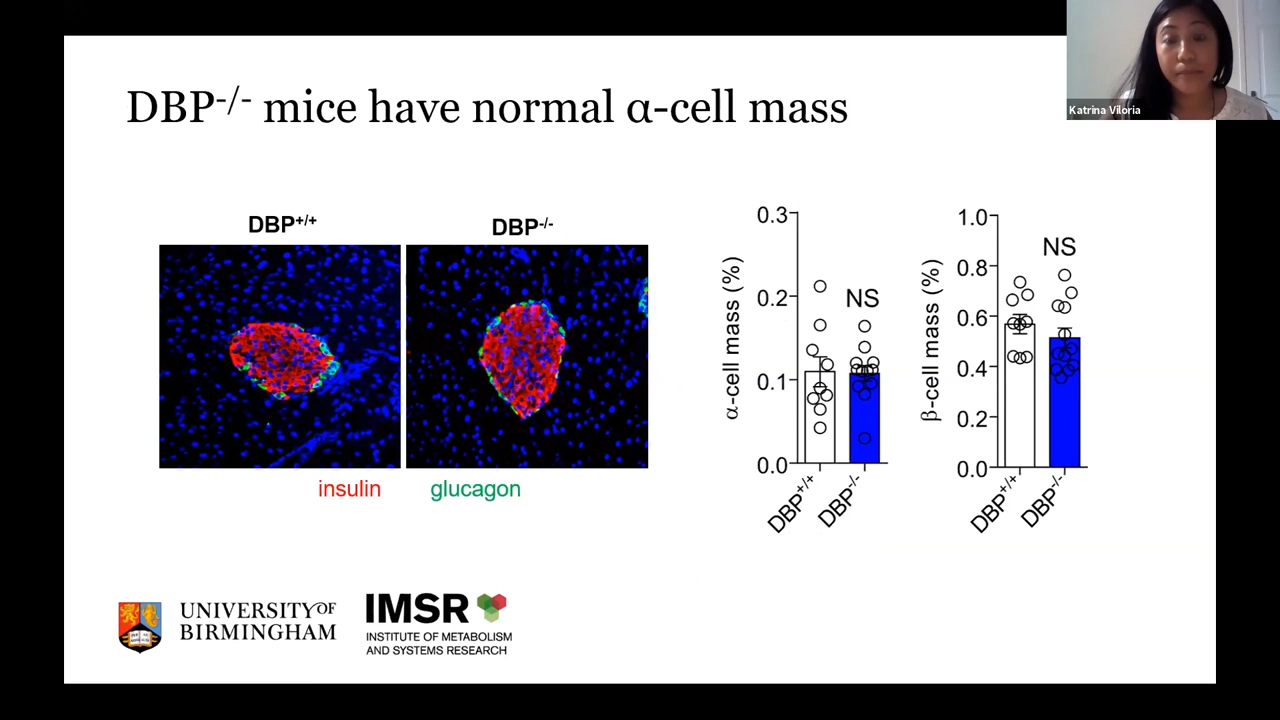 DBP-/- mice have normal α-cell mass
Katrina Viloria
DBP+/+
DBP-/-
insulin
glucagon
α-cell mass (%)
0.3
0.2
0.1
0.0
NS
DBP+/+
DBP-/-
β-cell mass (%)
1.0
0.8
0.6
0.4
0.2
0.0
NS
DBP+/+
DBP-/-
UNIVERSITY OF
BIRMINGHAM
IMSR
INSTITUTE OF METABOLISM
AND SYSTEMS RESEARCH